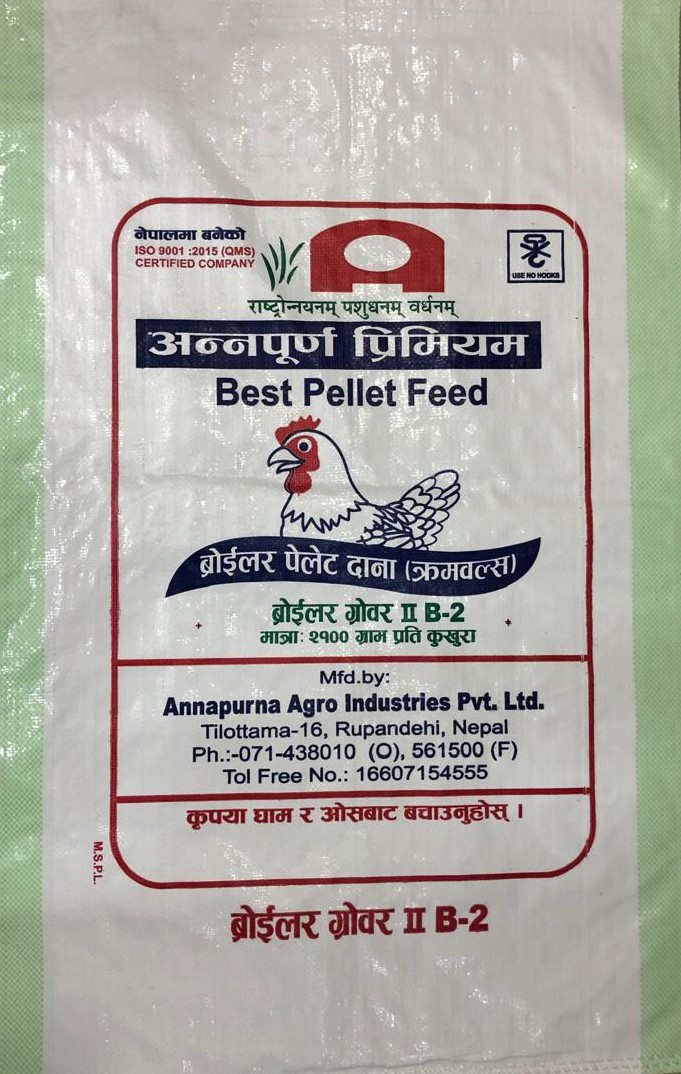 नेपालमा बनेको
ISO 9001 :2015 (QMS)
CERTIFIED COMPANY
A
USE NO HOOKS
राष्ट्रोन्नयनम् पशुधनम् वर्धनम्
अन्नपूर्ण प्रिमियम
Best Pellet Feed
ब्रोईलर पेलेट दाना (क्रमवल्स)
ब्रोईलर ग्रोवर II B-2
मात्राः २१०० ग्राम प्रति कुखुरा
Mfd.by:
Annapurna Agro Industries Pvt. Ltd.
Tilottama-16, Rupandehi, Nepal
Ph.:-071-438010 (O), 561500 (F)
Tol Free No.: 16607154555
कृपया घाम र ओसबाट बचाउनुहोस् ।
M.S.P.L.
ब्रोईलर ग्रोवर II B-2